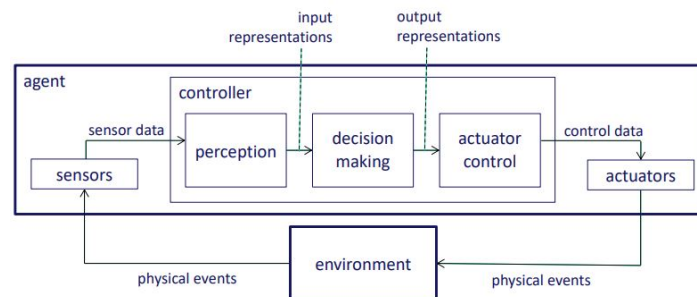 input
representations
output
representations
agent
controller
sensor data
perception
decision
making
actuator
control
control data
sensors
actuators
environment
physical events
physical events